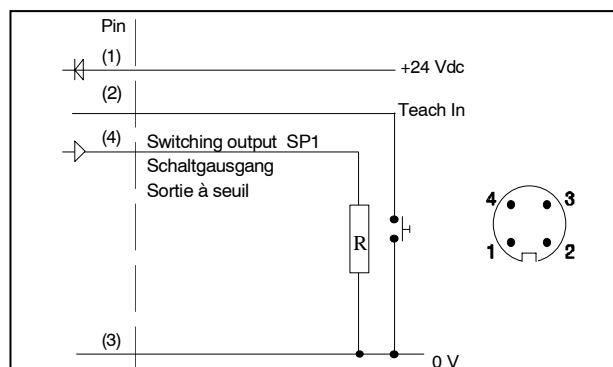 Pin
(1)
+24 Vdc
(2)
Teach In
(4) Switching output SP1
Schaltgausgang
Sortie à seuil
4 3
R
1 2
(3)
0 V